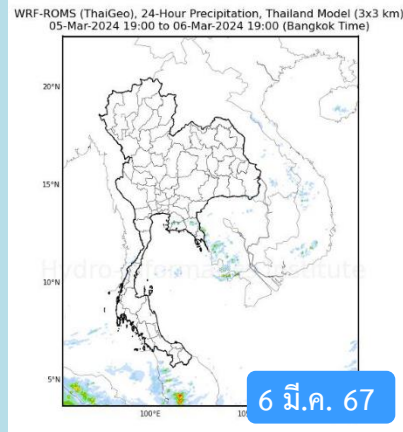 WRF-ROMS (ThaiGeo), 24-Hour Precipitation, Thailand Model (3x3 km)
05-Mar-2024 19:00 to 06-Mar-2024 19:00 (Bangkok Time)
20°N
15°N
Hydro-Informatics Institute
10°N
5°N
100°E
6 มี.ค. 67